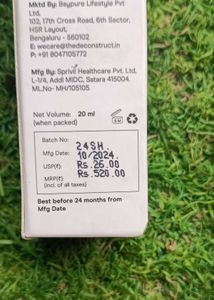 Mktd By: Baypure Lifestyle Pvt
Ltd.
102, 17th Cross Road, 6th Sector,
HSR Layout,
Bengaluru - 560102
E: wecare@thedeconstruct.in
P: +91 8047105772
Mfg By: Sprivil Healthcare Pvt. Ltd,
L-1/4, Addl MIDC, Satara 415004.
ML.No- MH/105105
Net Volume: 20 ml
(when packed)
Batch No:
24SH.
Mfg Date: 10/2024.
USP(₹): Rs.26.00
MRP(₹): Rs.520.00
(incl. of all taxes)
Best before 24 months from
Mfg Date